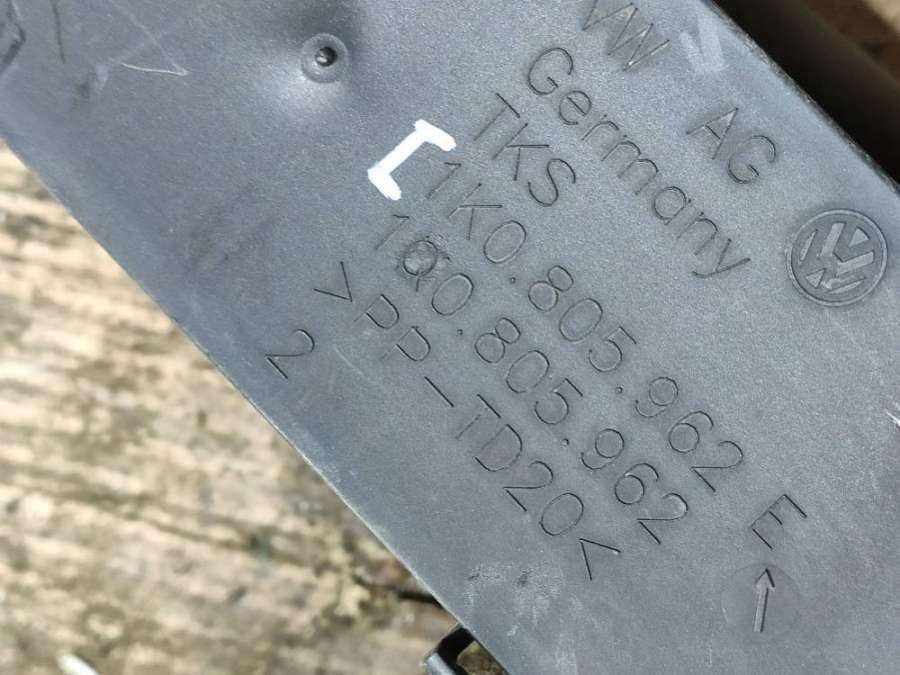 VW AG
Germany
TKS
1K0.805.962 E
1Q0.805.962
>PP-TD20<
2